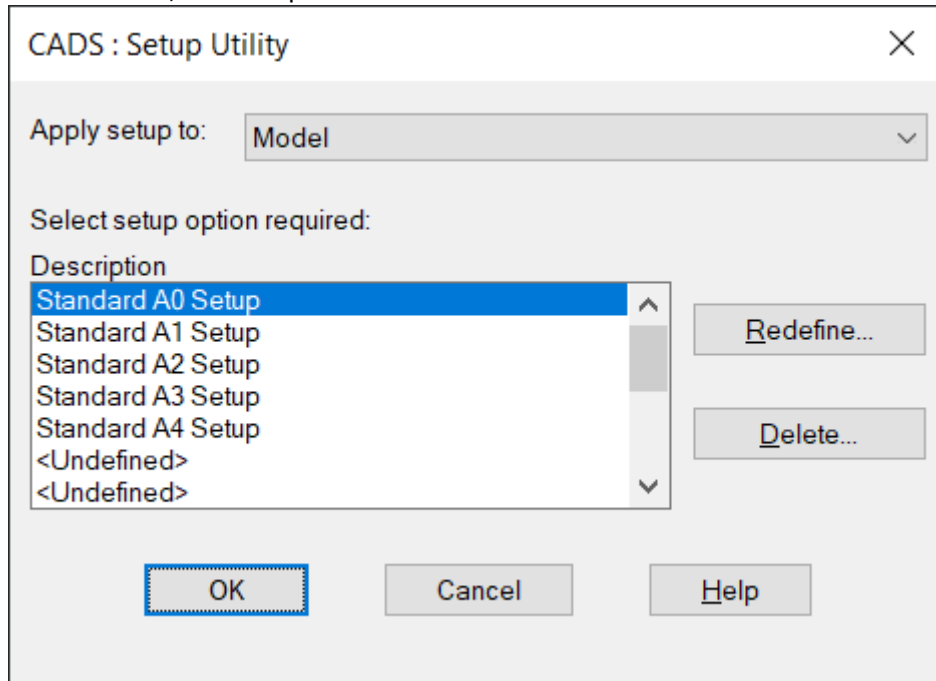 CADS : Setup Utility
Apply setup to:
Model
Select setup option required:
Description
Standard A0 Setup
Standard A1 Setup
Standard A2 Setup
Standard A3 Setup
Standard A4 Setup
<Undefined>
<Undefined>
Redefine...
Delete...
OK
Cancel
Help